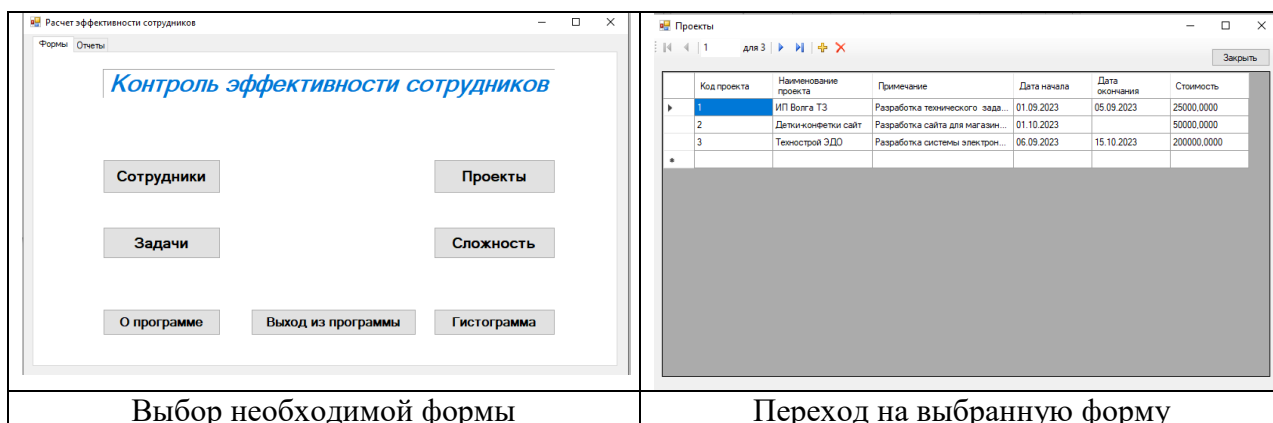 Расчет эффективности сотрудников
Формы Отчеты
Контроль эффективности сотрудников
Сотрудники Проекты
Задачи Сложность
О программе Выход из программы Гистограмма
Выбор необходимой формы
Проекты
1 для 3
Закрыть
Код проекта Наименование проекта Примечание Дата начала Дата окончания Стоимость
1 ИП Волга ТЗ Разработка технического зада... 01.09.2023 05.09.2023 25000,0000
2 Детки-конфетки сайт Разработка сайта для магазин... 01.10.2023 50000,0000
3 Технострой ЭДО Разработка системы электрон... 06.09.2023 15.10.2023 200000,0000
Переход на выбранную форму